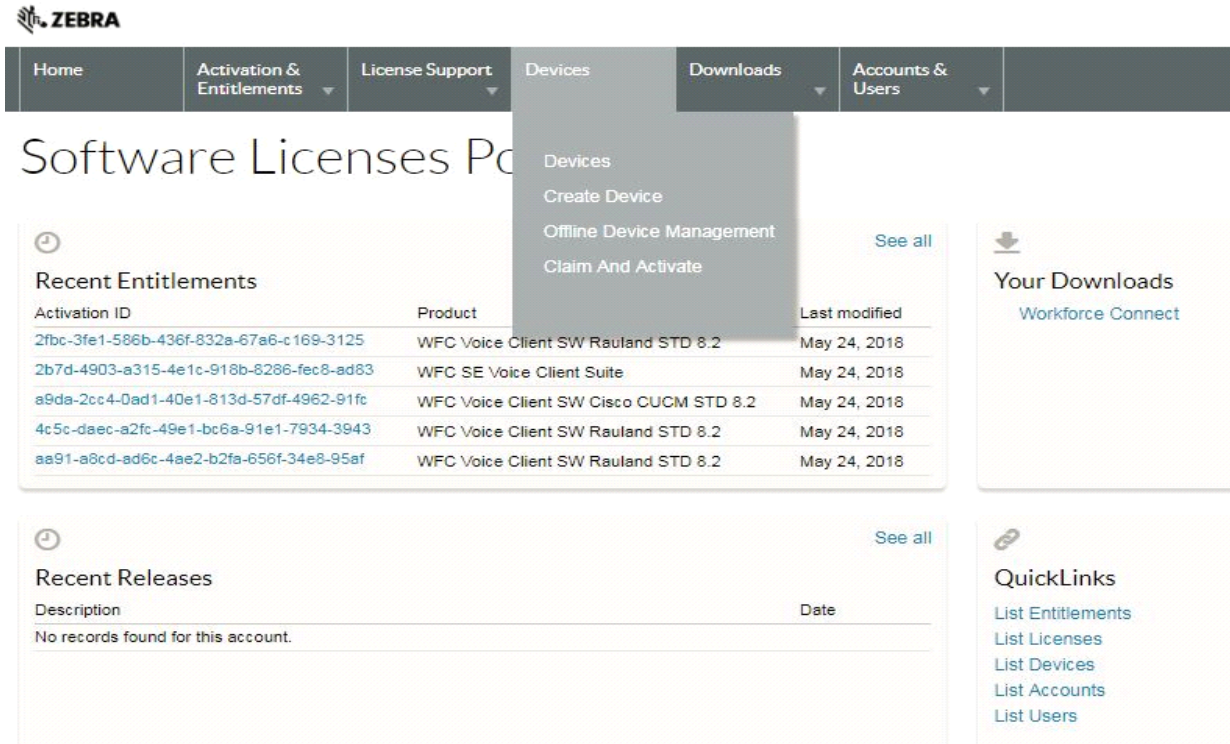 ZEBRA
Home
Activation & Entitlements
License Support
Devices
Downloads
Accounts & Users
Software Licenses Po
Devices
Create Device
Offline Device Management
Claim And Activate
See all
Recent Entitlements
Activation ID Product Last modified
2fbc-3fe1-586b-436f-832a-67a6-c169-3125 WFC Voice Client SW Rauland STD 8.2 May 24, 2018
2b7d-4903-a315-4e1c-918b-8286-fec8-ad83 WFC SE Voice Client Suite May 24, 2018
a9da-2cc4-0ad1-40e1-813d-57df-4962-91fc WFC Voice Client SW Cisco CUCM STD 8.2 May 24, 2018
4c5c-daec-a2fc-49e1-bc6a-91e1-7934-3943 WFC Voice Client SW Rauland STD 8.2 May 24, 2018
aa91-a8cd-ad6c-4ae2-b2fa-656f-34e8-95af WFC Voice Client SW Rauland STD 8.2 May 24, 2018
Your Downloads
Workforce Connect
See all
Recent Releases
Description Date
No records found for this account.
QuickLinks
List Entitlements
List Licenses
List Devices
List Accounts
List Users